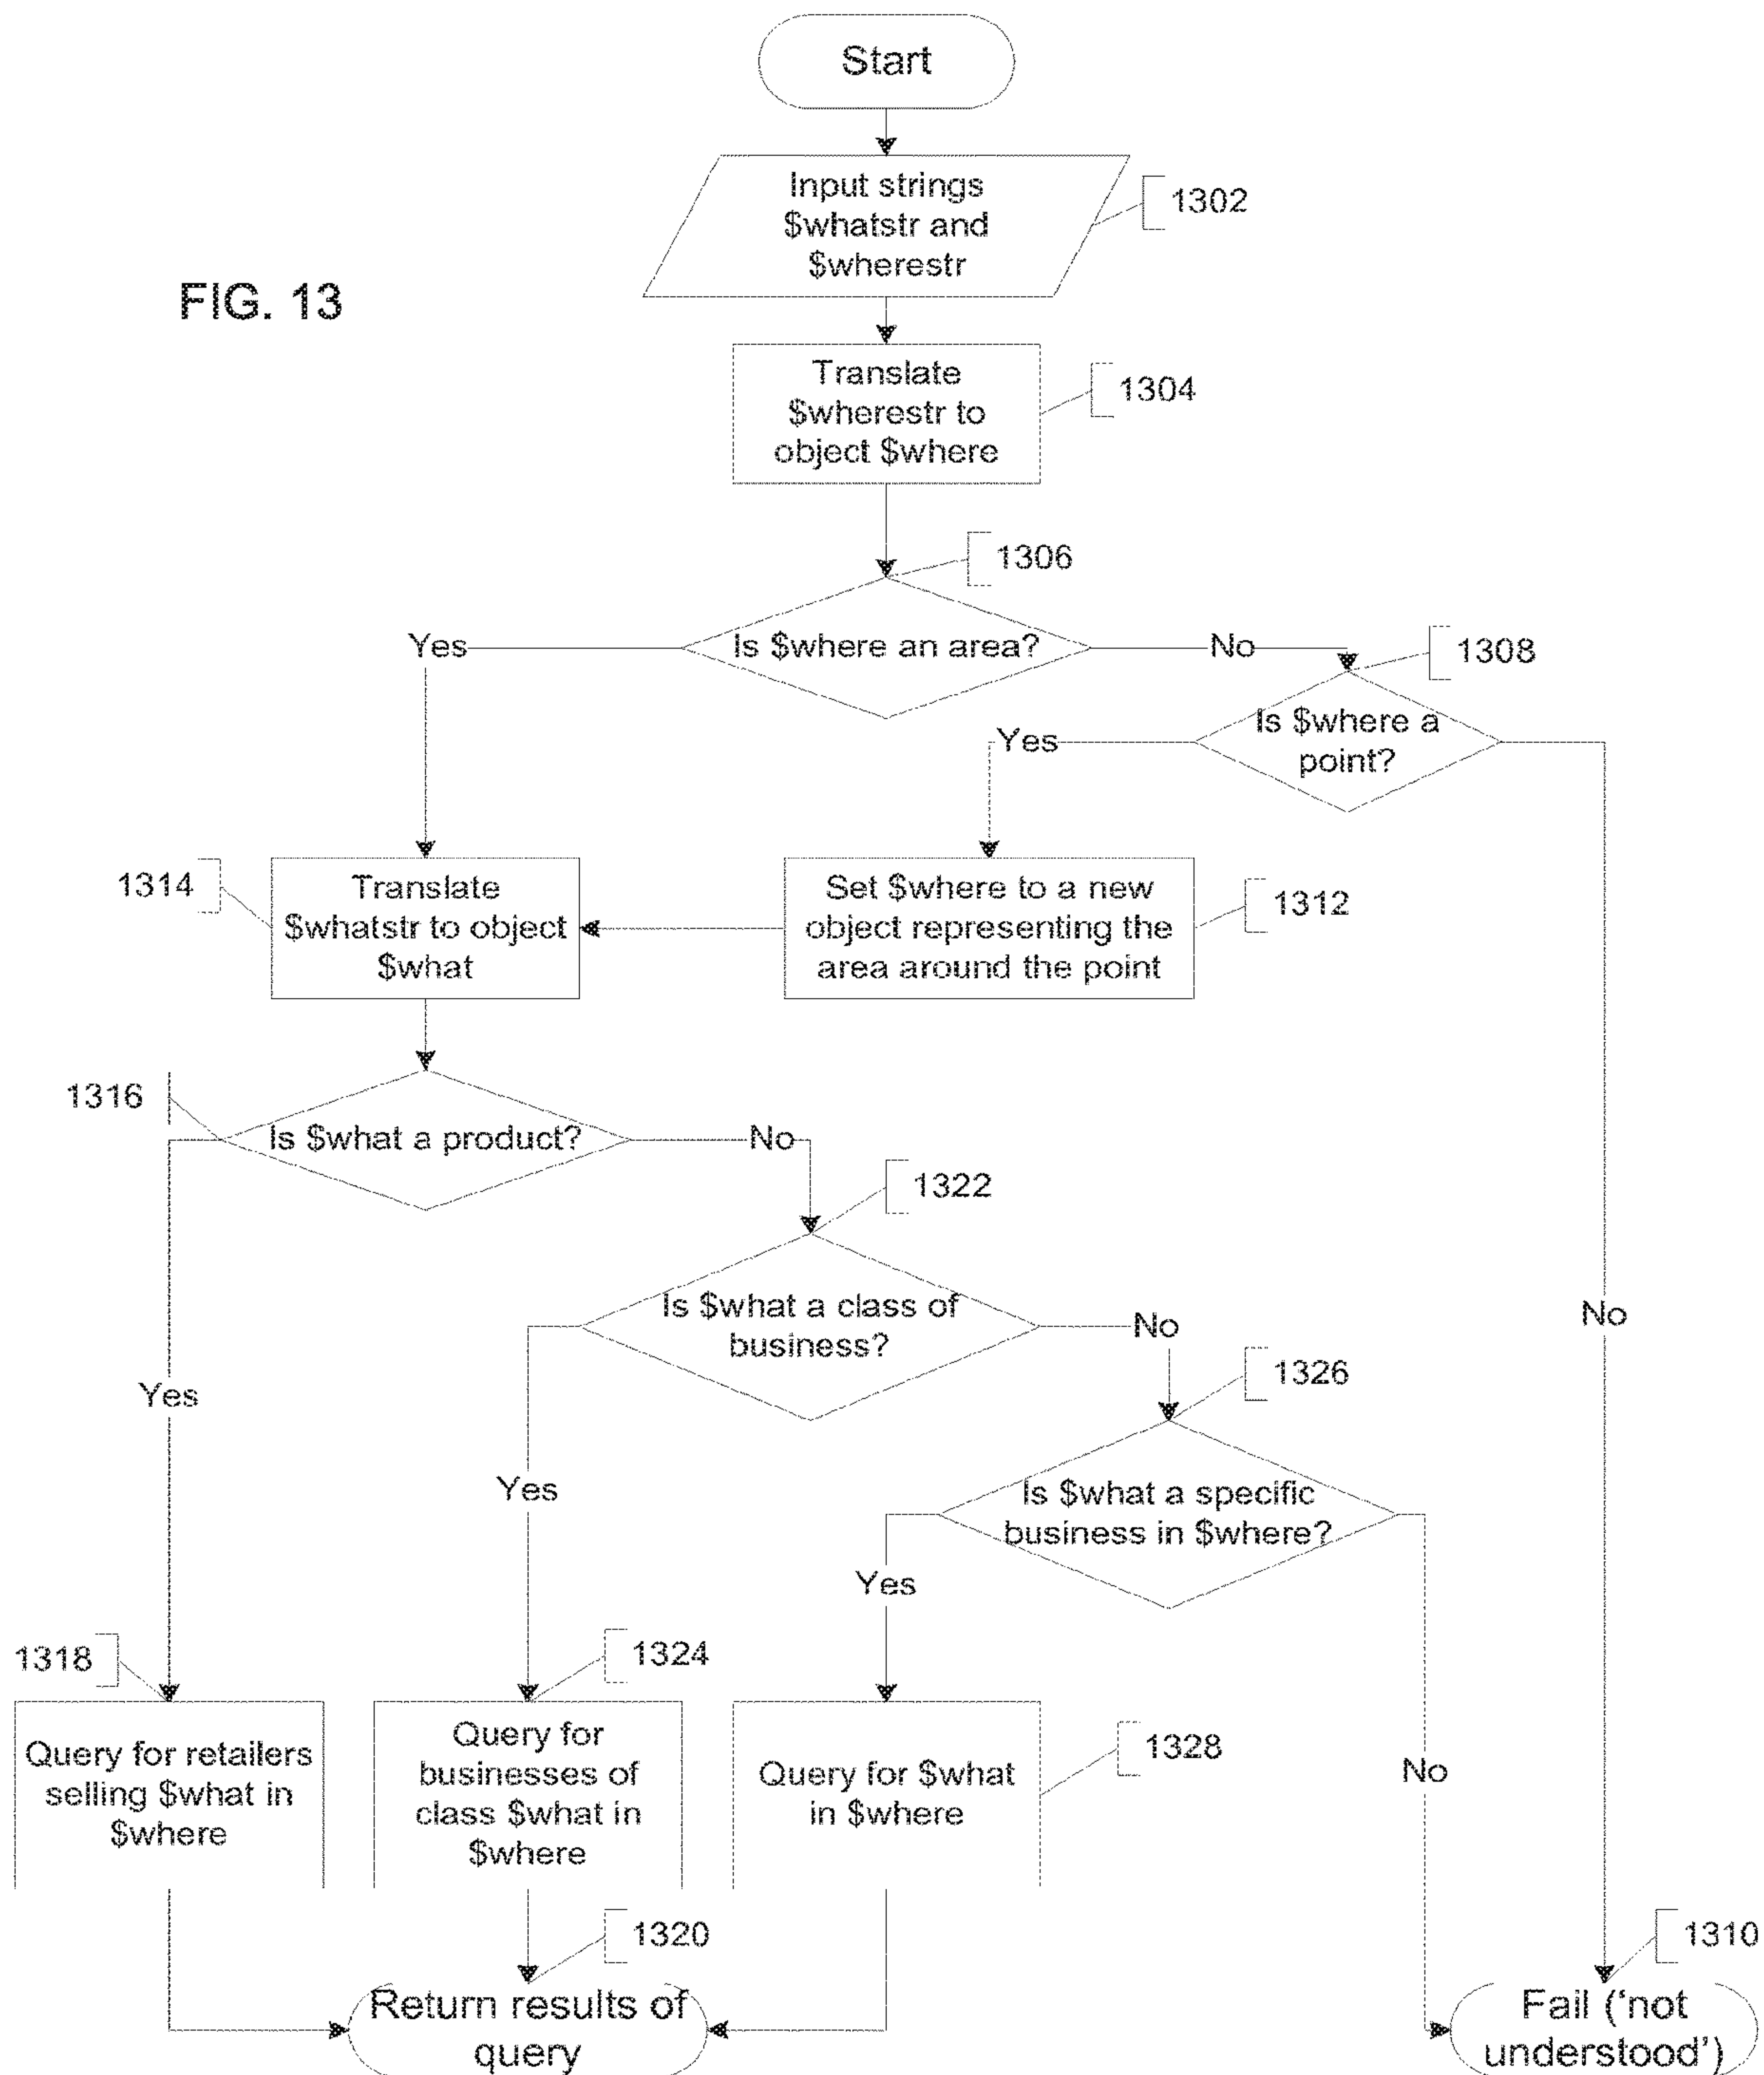 Start
Input strings
$whatstr and
$wherestr
1302
FIG. 13
Translate
$wherestr to
object $where
1304
1306
Is $where an area?
Yes
No
1308
Is $where a
point?
Yes
1314
Translate
$whatstr to object
$what
Set $where to a new
object representing the
area around the point
1312
1316
Is $what a product?
No
1322
Is $what a class of
business?
No
No
1326
Yes
Yes
Is $what a specific
business in $where?
Yes
1318
1324
Query for retailers
selling $what in
$where
Query for
businesses of
class $what in
$where
Query for $what
in $where
1328
No
1320
1310
Return results of
query
Fail (‘not
understood’)